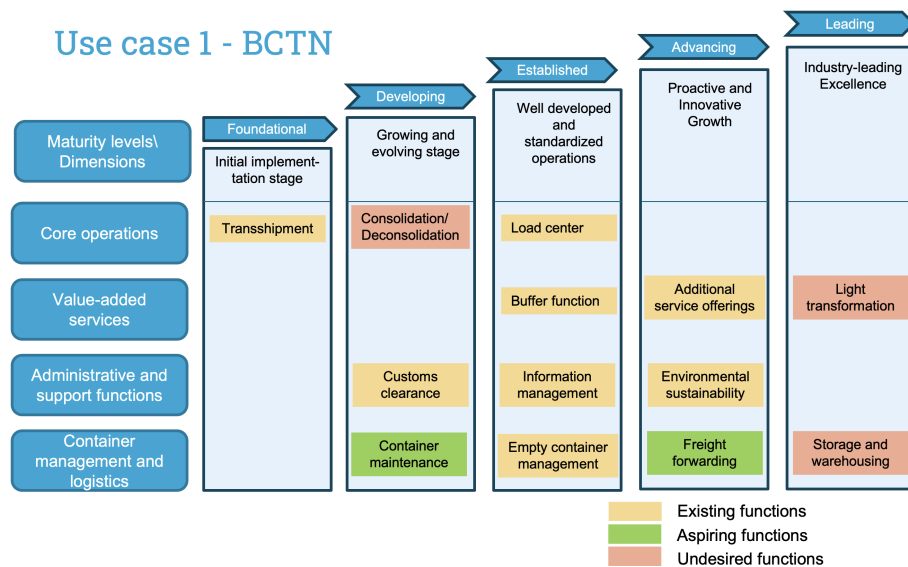 Use case 1 - BCTN
Leading
Advancing
Established
Developing
Foundational
Maturity levels\
Dimensions
Initial implemen-
tation stage
Growing and
evolving stage
Well developed
and
standardized
operations
Proactive and
Innovative
Growth
Industry-leading
Excellence
Core operations
Transshipment
Consolidation/
Deconsolidation
Load center
Value-added
services
Buffer function
Additional
service offerings
Light
transformation
Administrative and
support functions
Customs
clearance
Information
management
Environmental
sustainability
Container
management and
logistics
Container
maintenance
Empty container
management
Freight
forwarding
Storage and
warehousing
Existing functions
Aspiring functions
Undesired functions